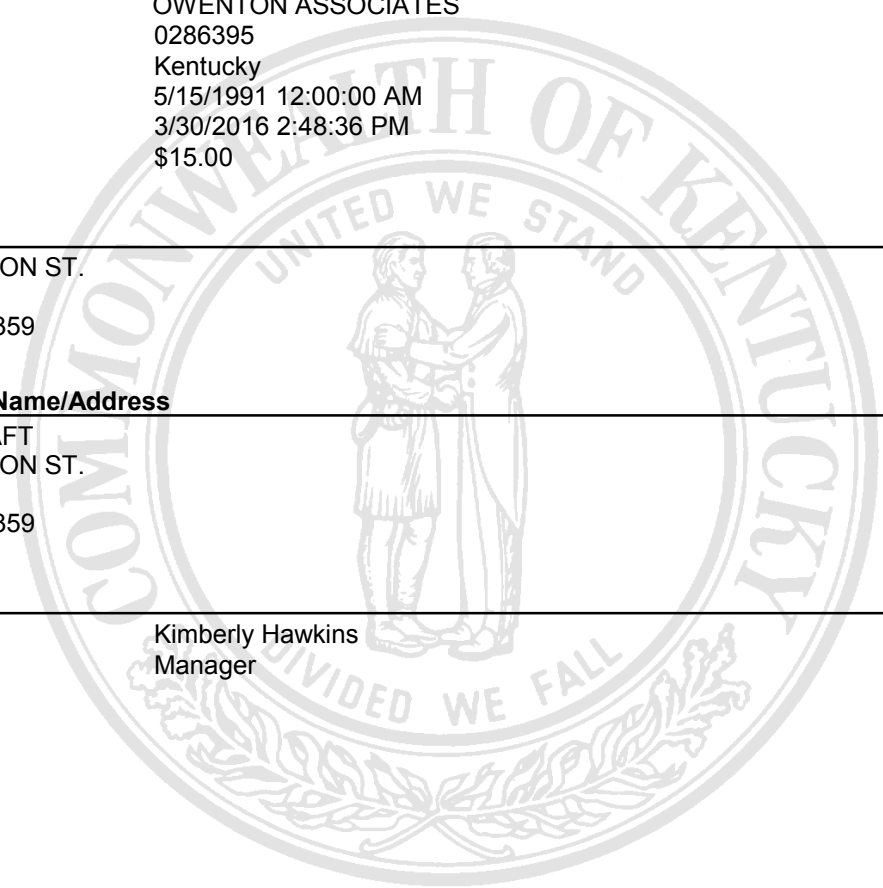 OWENTON ASSOCIATES
0286395
Kentucky
5/15/1991 12:00:00 AM
3/30/2016 2:48:36 PM
$15.00
ON ST.
359
Name/Address
AFT
ON ST.
359
Kimberly Hawkins
Manager
COMMONWEALTH OF KENTUCKY
UNITED WE STAND
DIVIDED WE FALL